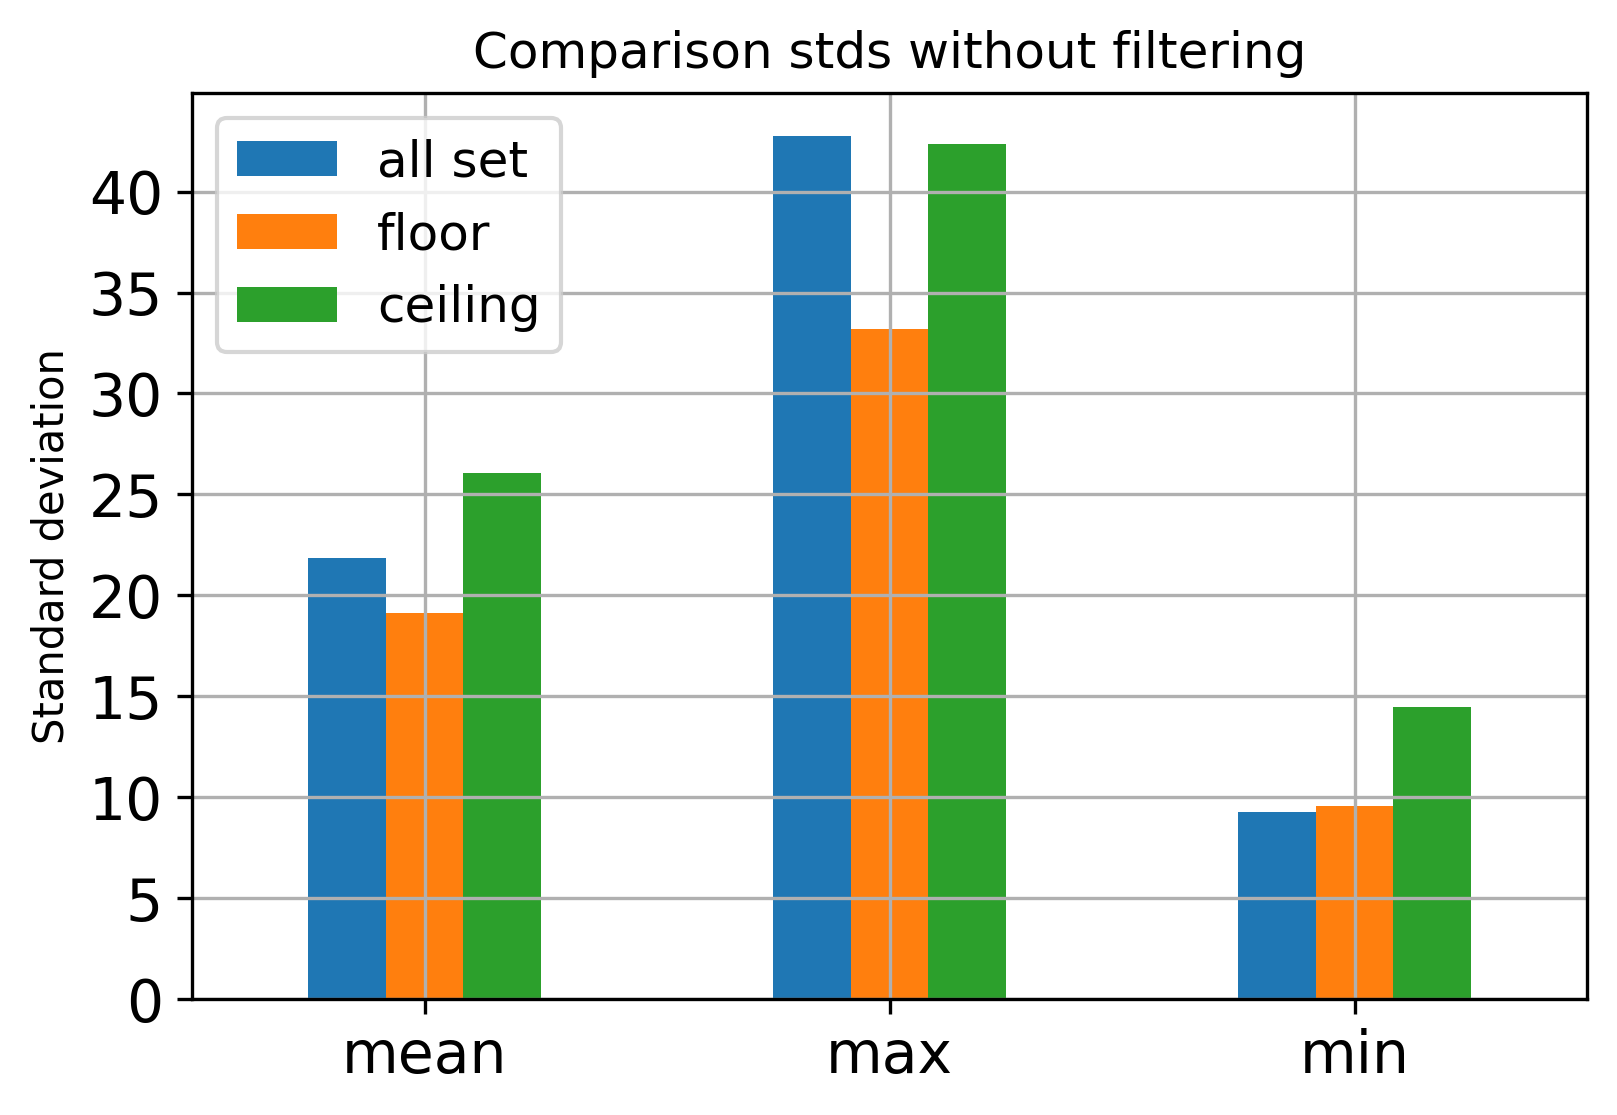 Comparison stds without filtering
all set
floor
ceiling
Standard deviation
40
35
30
25
20
15
10
5
0
mean
max
min